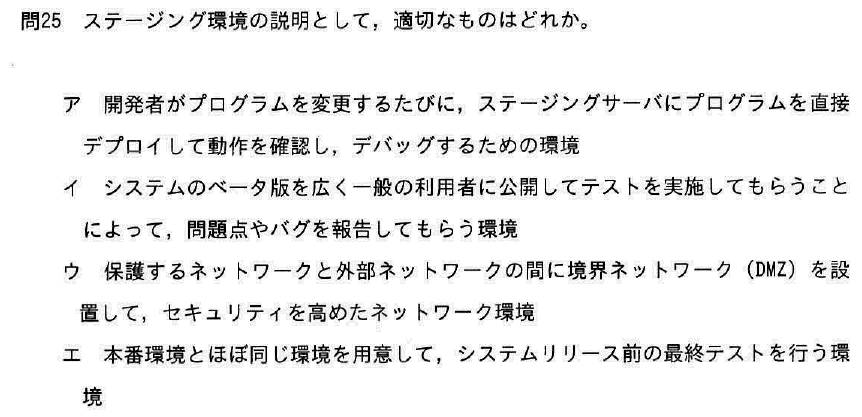 問25　ステージング環境の説明として，適切なものはどれか。
ア　開発者がプログラムを変更するたびに，ステージングサーバにプログラムを直接
デプロイして動作を確認し，デバッグするための環境
イ　システムのベータ版を広く一般の利用者に公開してテストを実施してもらうこと
によって，問題点やバグを報告してもらう環境
ウ　保護するネットワークと外部ネットワークの間に境界ネットワーク（DMZ）を設
置して，セキュリティを高めたネットワーク環境
エ　本番環境とほぼ同じ環境を用意して，システムリリース前の最終テストを行う環
境